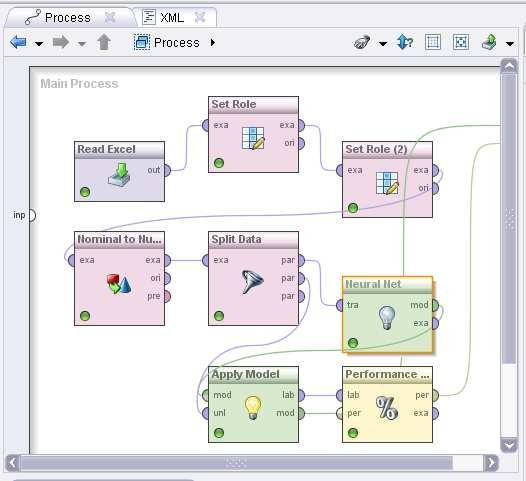 Process
XML
Process
Main Process
Set Role
exa exa
ori
Read Excel
out
Set Role (2)
exa exa
ori
inp
Nominal to Nu...
exa exa
ori
pre
Split Data
exa par
par
par
Neural Net
tra mod
exa
Apply Model
mod lab
unl mod
Performance ...
lab per
per exa
%